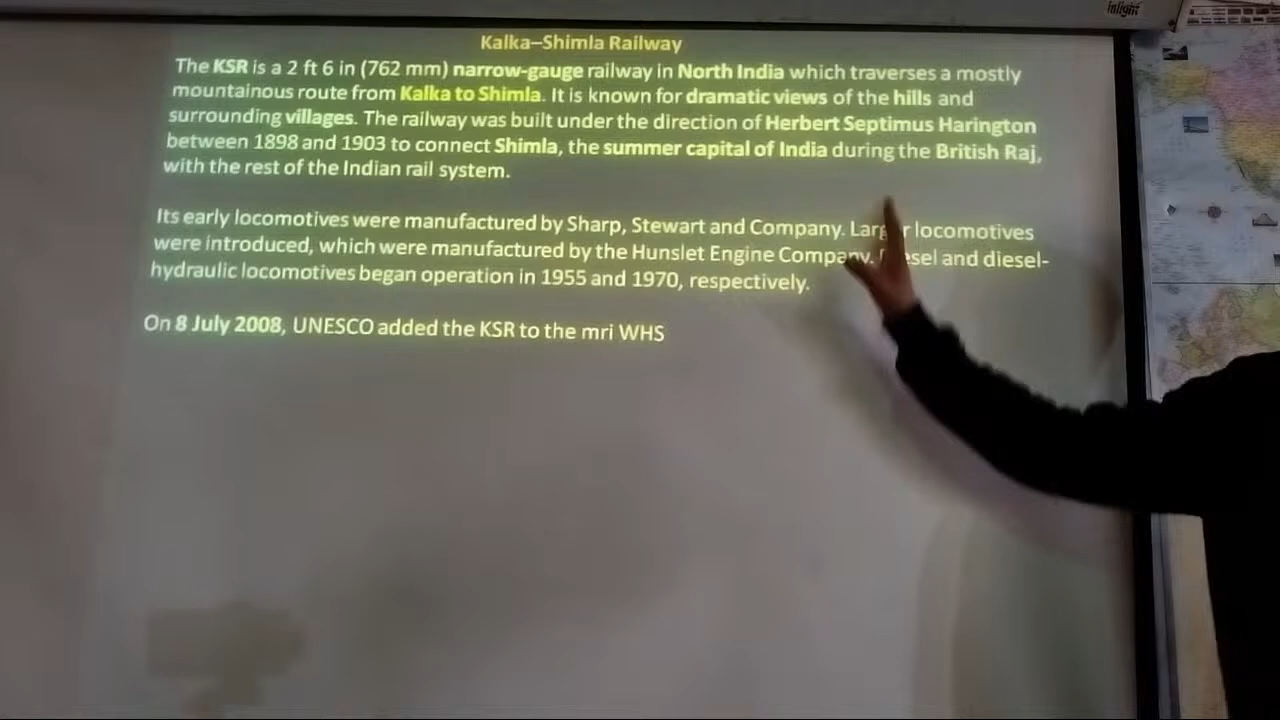 inlight
Kalka–Shimla Railway
The KSR is a 2 ft 6 in (762 mm) narrow-gauge railway in North India which traverses a mostly
mountainous route from Kalka to Shimla. It is known for dramatic views of the hills and
surrounding villages. The railway was built under the direction of Herbert Septimus Harington
between 1898 and 1903 to connect Shimla, the summer capital of India during the British Raj,
with the rest of the Indian rail system.
Its early locomotives were manufactured by Sharp, Stewart and Company. Larger locomotives
were introduced, which were manufactured by the Hunslet Engine Company. Diesel and diesel-
hydraulic locomotives began operation in 1955 and 1970, respectively.
On 8 July 2008, UNESCO added the KSR to the mri WHS